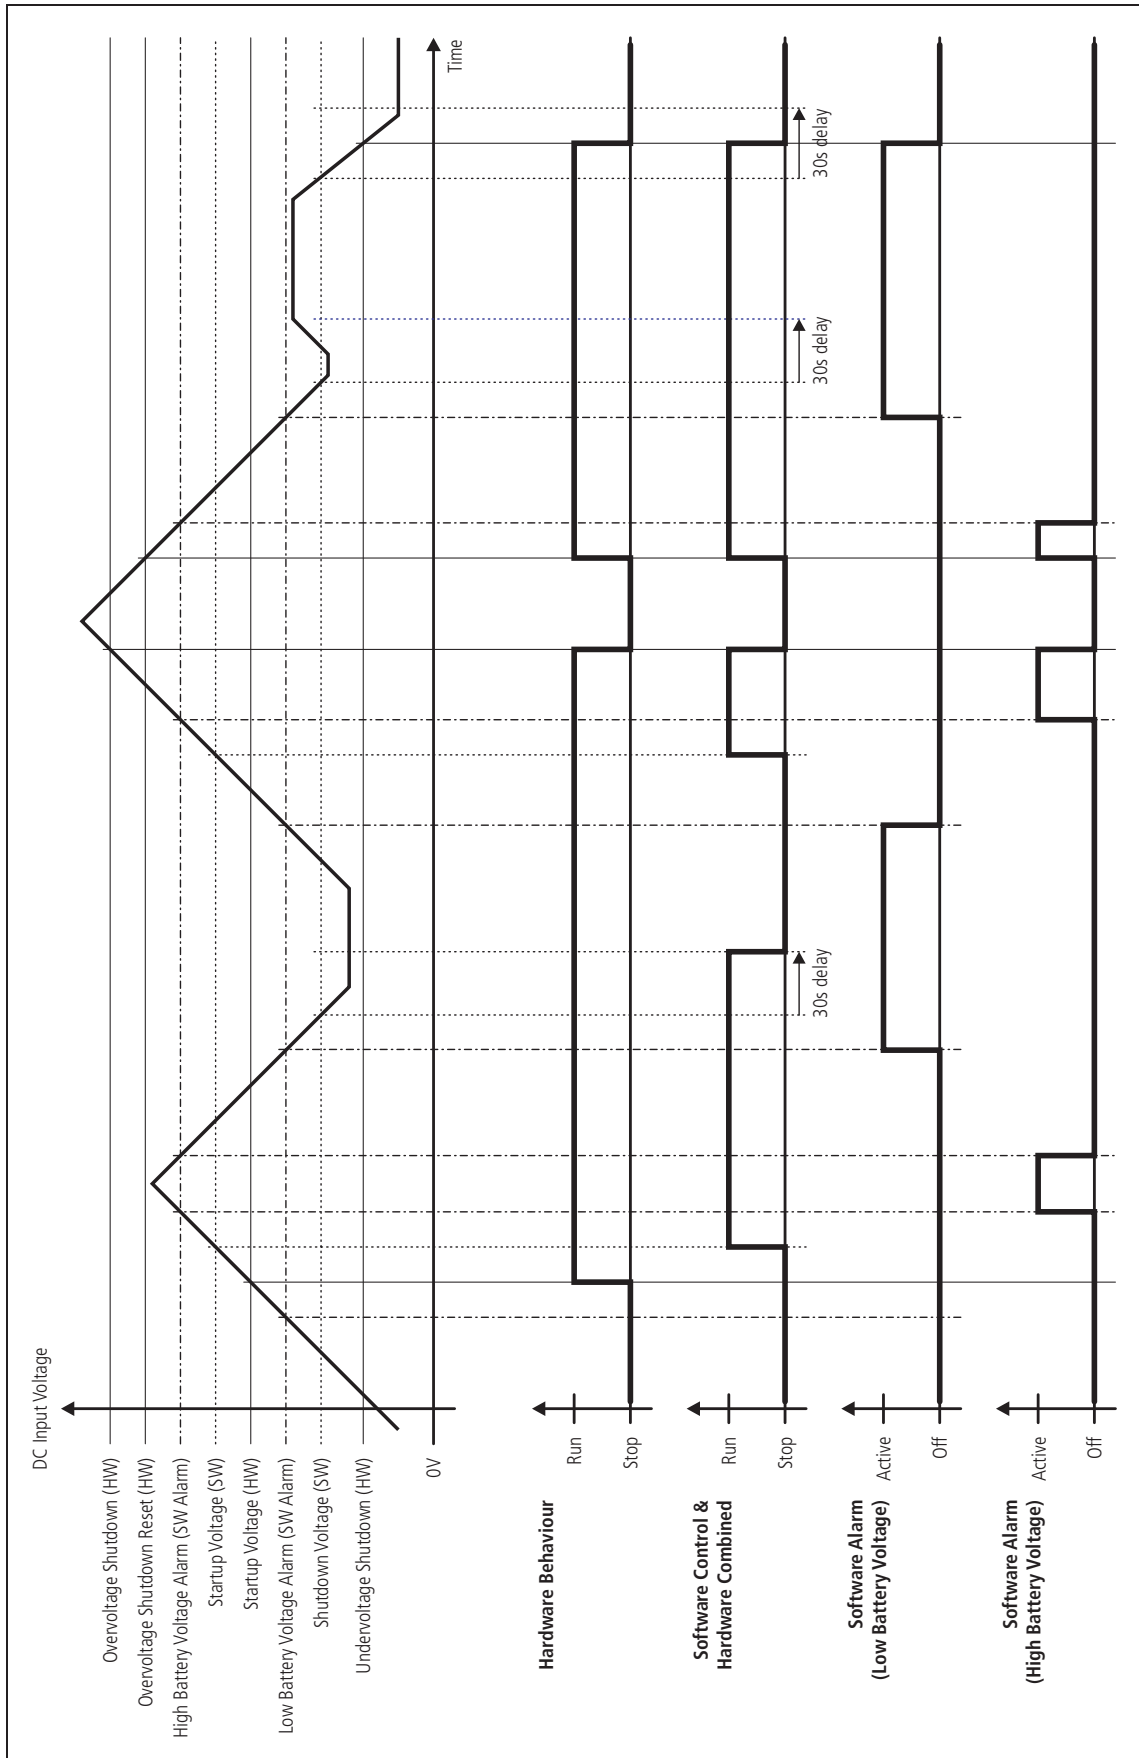 DC Input Voltage
Overvoltage Shutdown (HW)
Overvoltage Shutdown Reset (HW)
High Battery Voltage Alarm (SW Alarm)
Startup Voltage (SW)
Startup Voltage (HW)
Low Battery Voltage Alarm (SW Alarm)
Shutdown Voltage (SW)
Undervoltage Shutdown (HW)
0V
Time
Hardware Behaviour
Run
Stop
Software Control &
Hardware Combined
Run
Stop
30s delay
30s delay
30s delay
Software Alarm
(Low Battery Voltage)
Active
Off
Software Alarm
(High Battery Voltage)
Active
Off